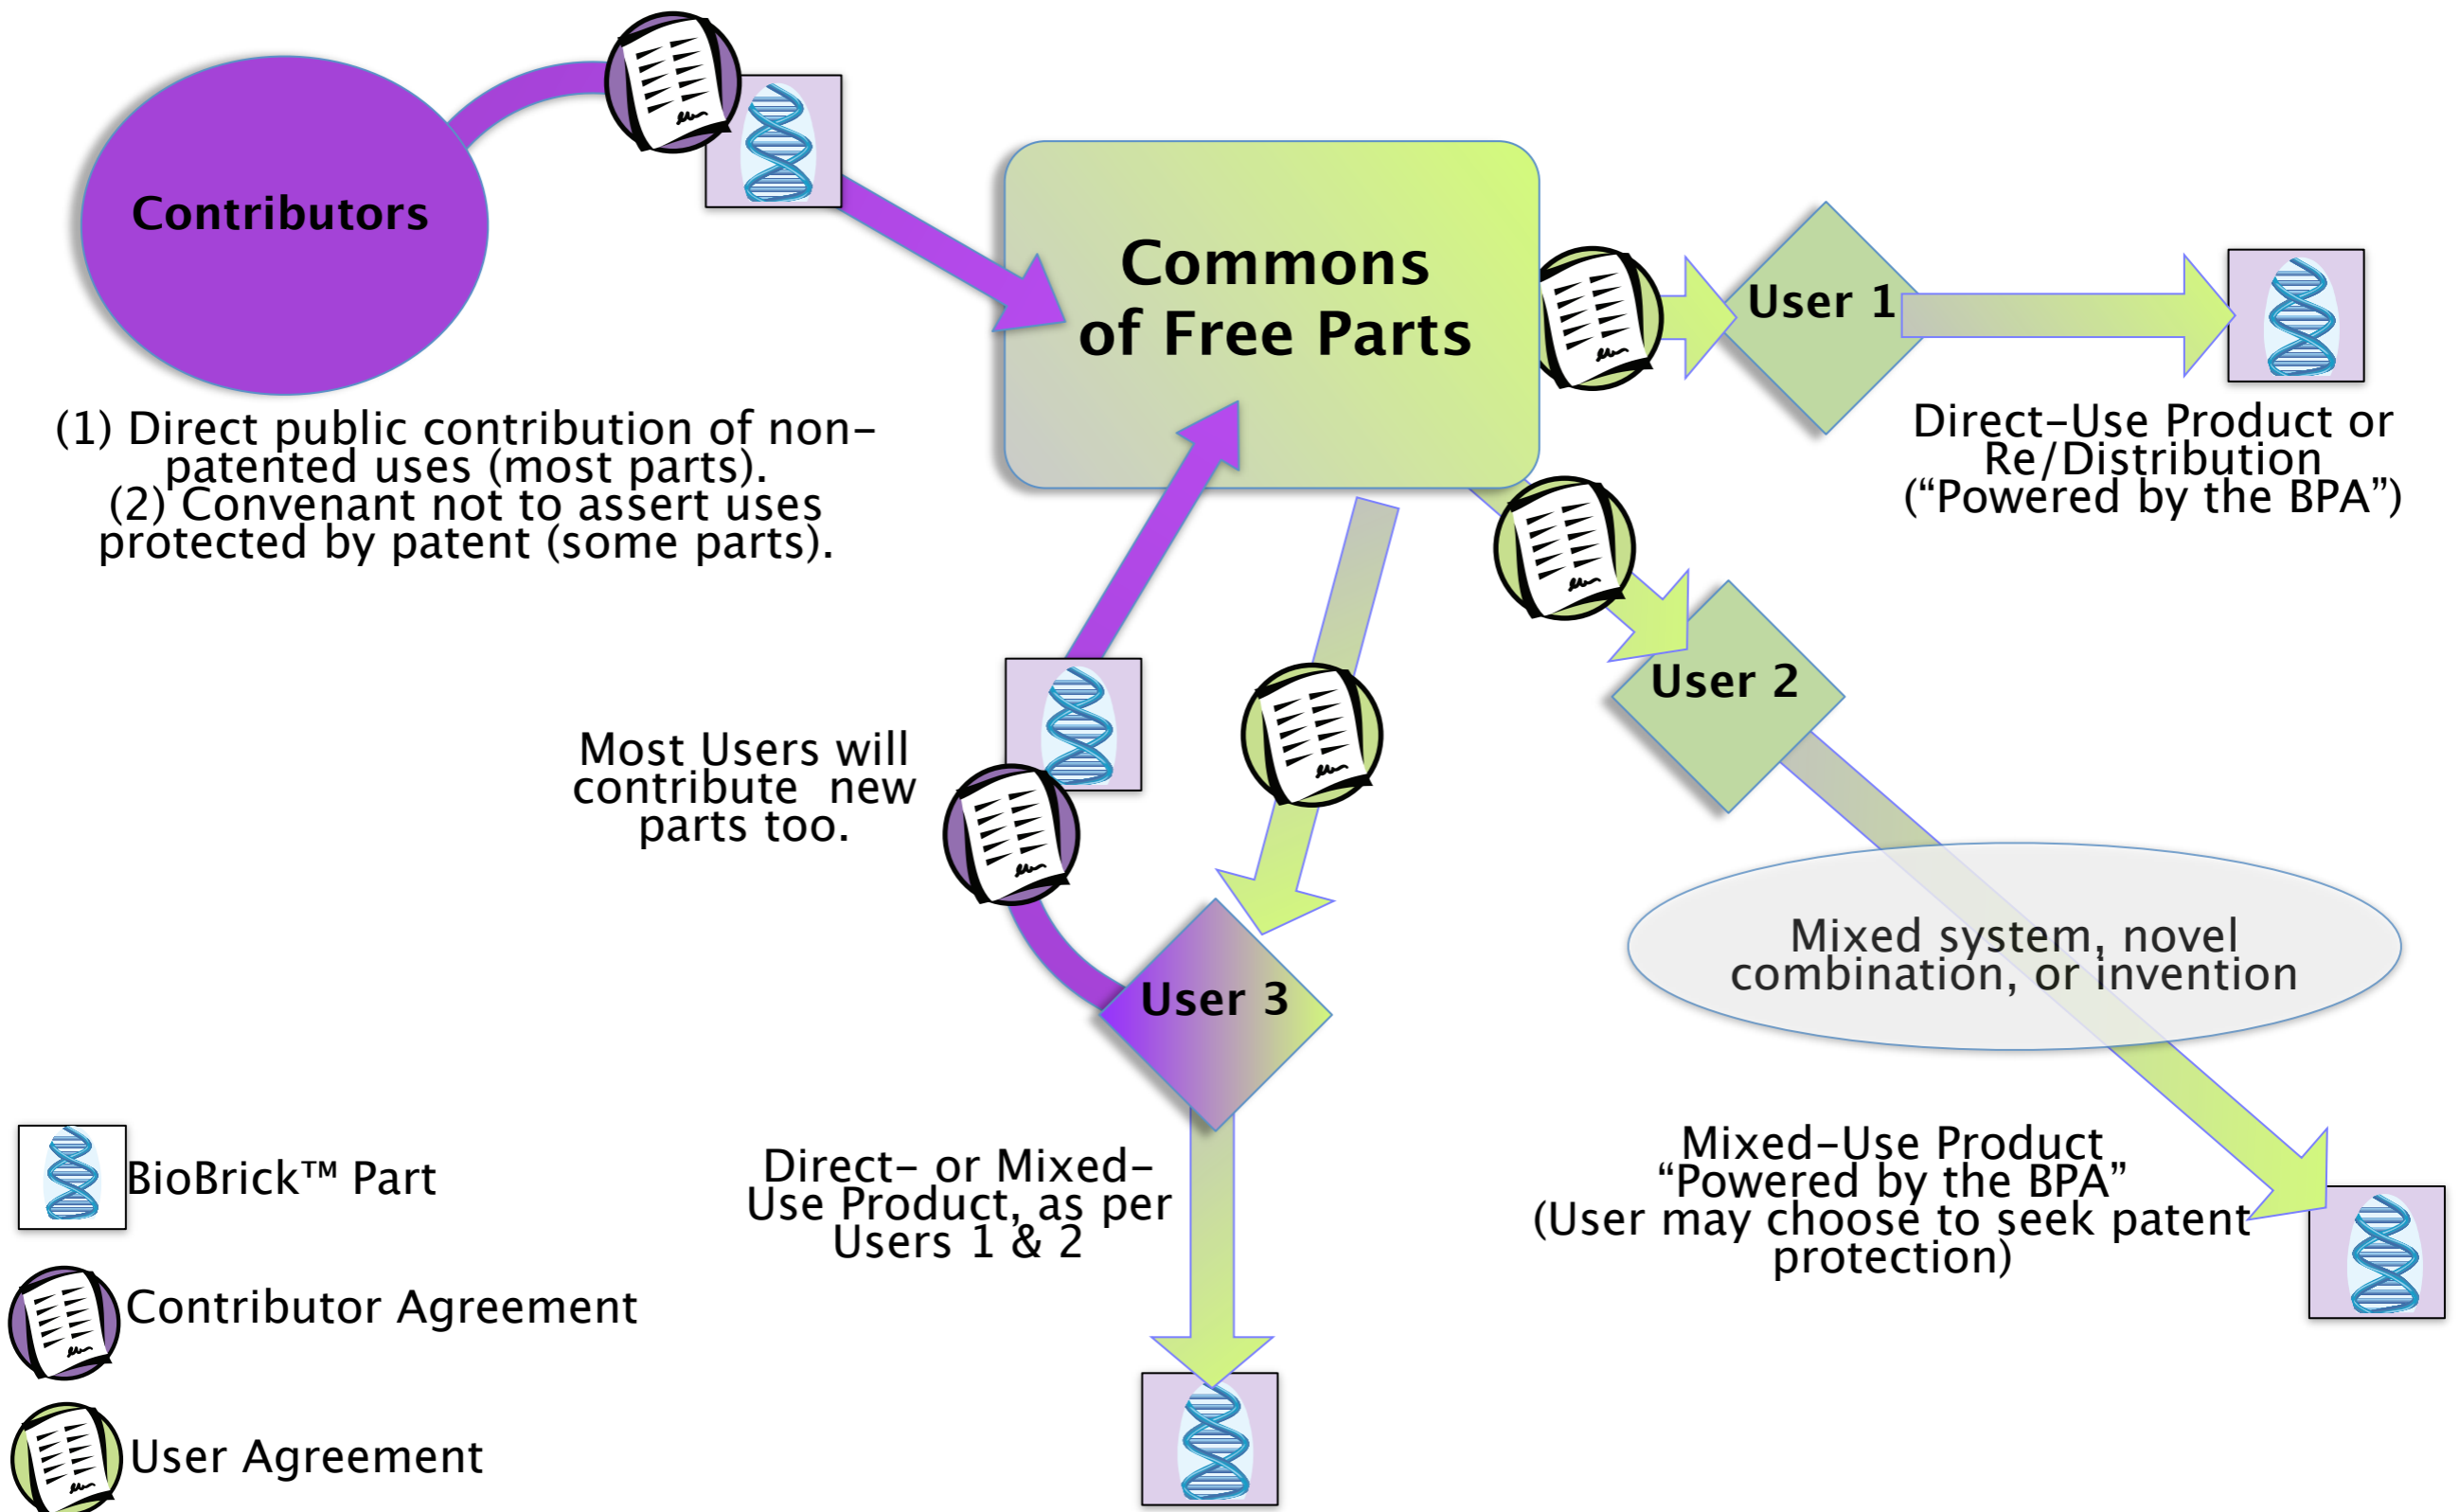 Contributors
(1) Direct public contribution of non-
patented uses (most parts).
(2) Convenant not to assert uses
protected by patent (some parts).
Commons
of Free Parts
User 1
Direct-Use Product or
Re/Distribution
(“Powered by the BPA”)
User 2
Mixed system, novel
combination, or invention
Mixed-Use Product
“Powered by the BPA”
(User may choose to seek patent
protection)
Most Users will
contribute new
parts too.
User 3
Direct- or Mixed-
Use Product, as per
Users 1 & 2
BioBrick™ Part
Contributor Agreement
User Agreement